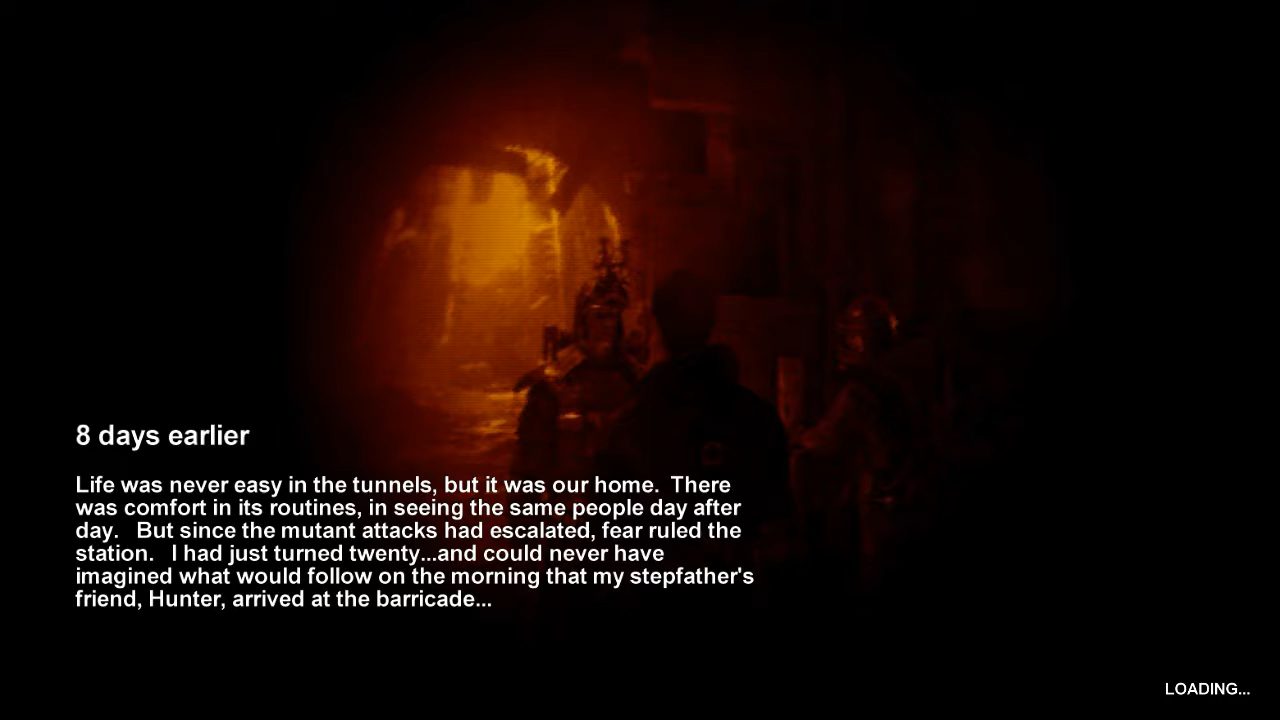 8 days earlier
Life was never easy in the tunnels, but it was our home.  There
was comfort in its routines, in seeing the same people day after
day.   But since the mutant attacks had escalated, fear ruled the
station.   I had just turned twenty...and could never have
imagined what would follow on the morning that my stepfather's
friend, Hunter, arrived at the barricade...
LOADING...